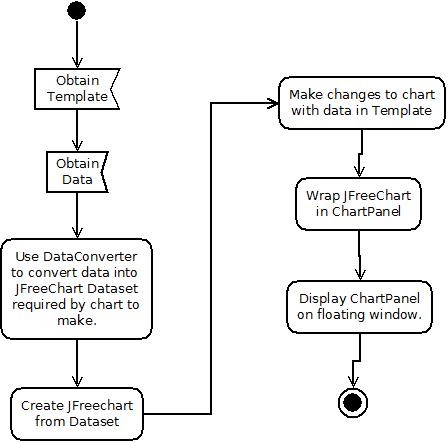 Obtain
Template
Obtain
Data
Use DataConverter
to convert data into
JFreeChart Dataset
required by chart to
make.
Create JFreechart
from Dataset
Make changes to chart
with data in Template
Wrap JFreeChart
in ChartPanel
Display ChartPanel
on floating window.